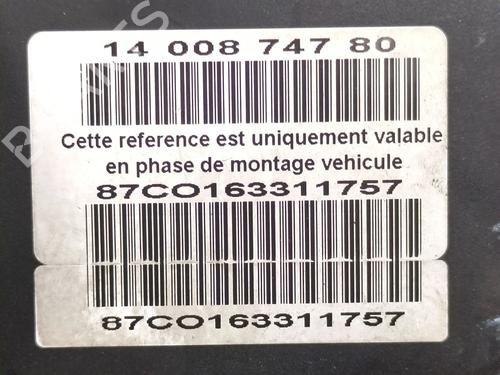 14 008 747 80
Cette reference est uniquement valable
en phase de montage vehicule
87CO163311757
87CO163311757